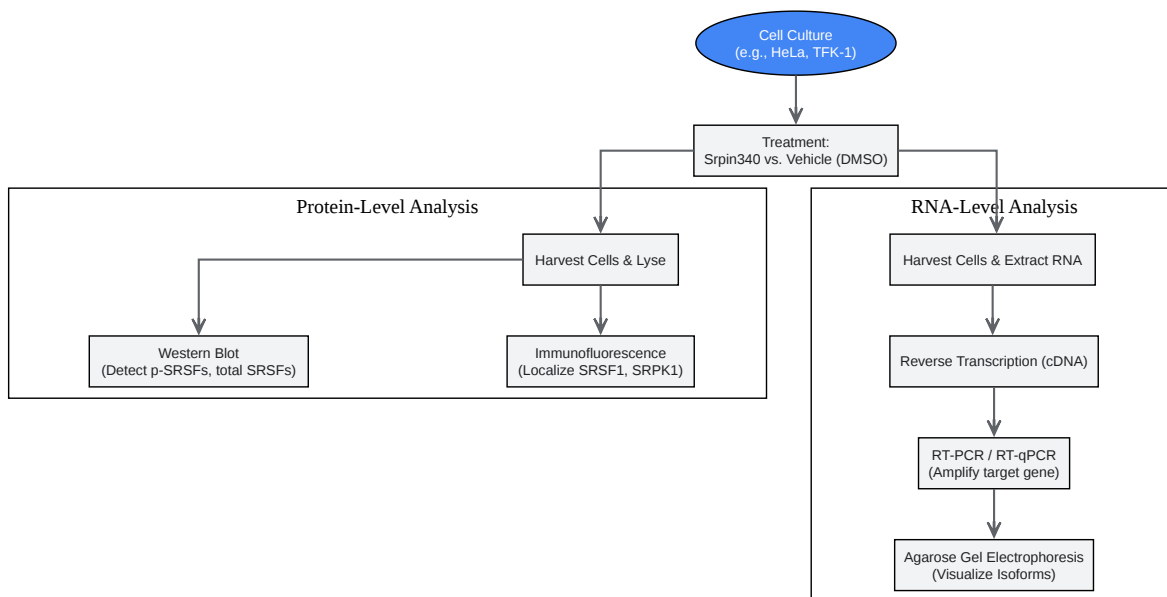 Cell Culture
(e.g., HeLa, TFK-1)
Treatment:
Srpin340 vs. Vehicle (DMSO)
Protein-Level Analysis
Harvest Cells & Lyse
Western Blot
(Detect p-SRSFs, total SRSFs)
Immunofluorescence
(Localize SRSF1, SRPK1)
RNA-Level Analysis
Harvest Cells & Extract RNA
Reverse Transcription (cDNA)
RT-PCR / RT-qPCR
(Amplify target gene)
Agarose Gel Electrophoresis
(Visualize Isoforms)